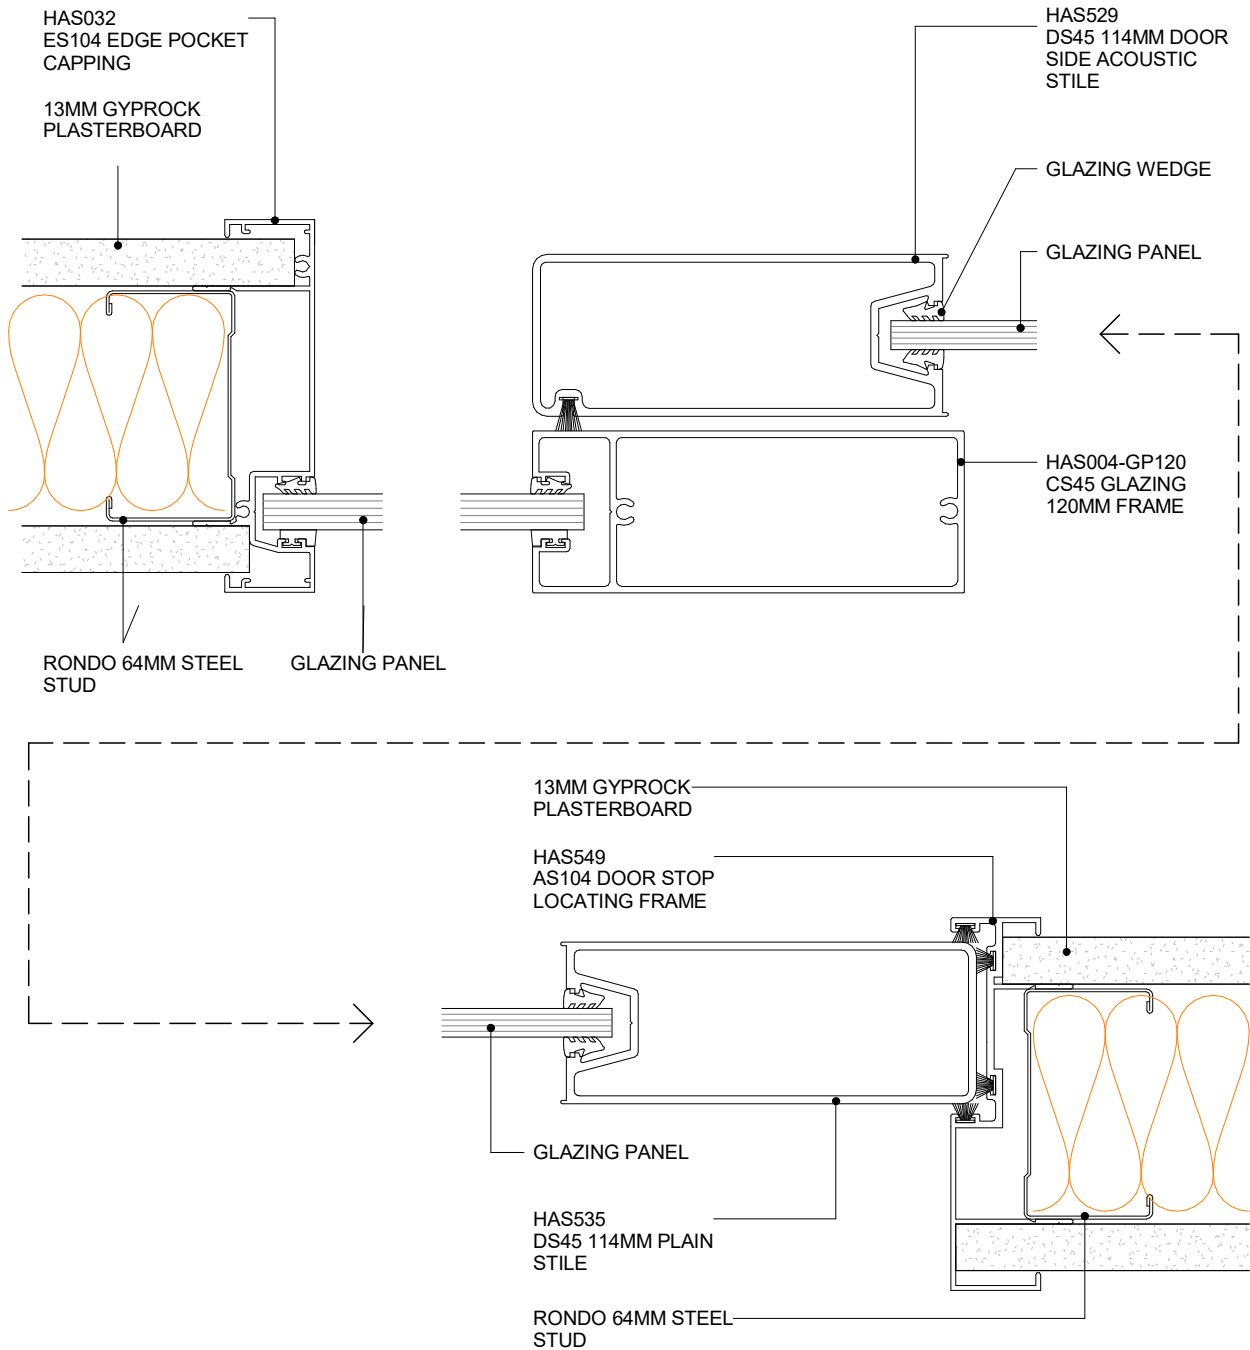 HAS032
ES104 EDGE POCKET
CAPPING
13MM GYPROCK
PLASTERBOARD
HAS529
DS45 114MM DOOR
SIDE ACOUSTIC
STILE
GLAZING WEDGE
GLAZING PANEL
HAS004-GP120
CS45 GLAZING
120MM FRAME
RONDO 64MM STEEL
STUD
GLAZING PANEL
13MM GYPROCK
PLASTERBOARD
HAS549
AS104 DOOR STOP
LOCATING FRAME
GLAZING PANEL
HAS535
DS45 114MM PLAIN
STILE
RONDO 64MM STEEL
STUD